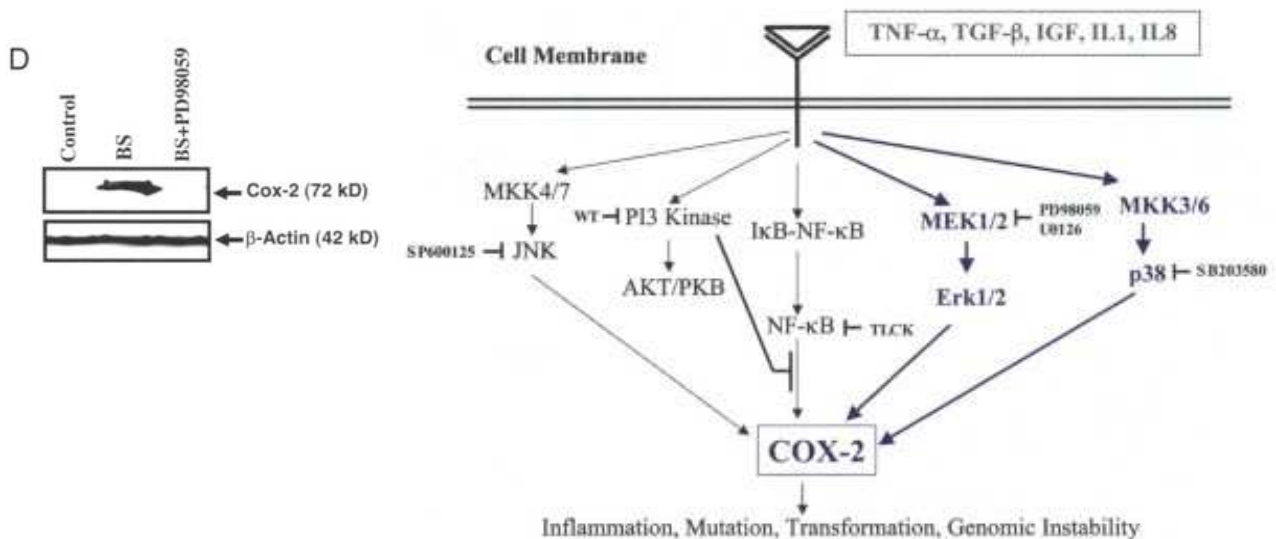 D
Control
BS
BS+PD98059
Cox-2 (72 kD)
β-Actin (42 kD)
TNF-α, TGF-β, IGF, IL1, IL8
Cell Membrane
MKK4/7
SP600125
JNK
WT
PI3 Kinase
AKT/PKB
IκB-NF-κB
NF-κB
TLCK
MEK1/2
PD98059
U0126
Erk1/2
MKK3/6
p38
SB203580
COX-2
Inflammation, Mutation, Transformation, Genomic Instability